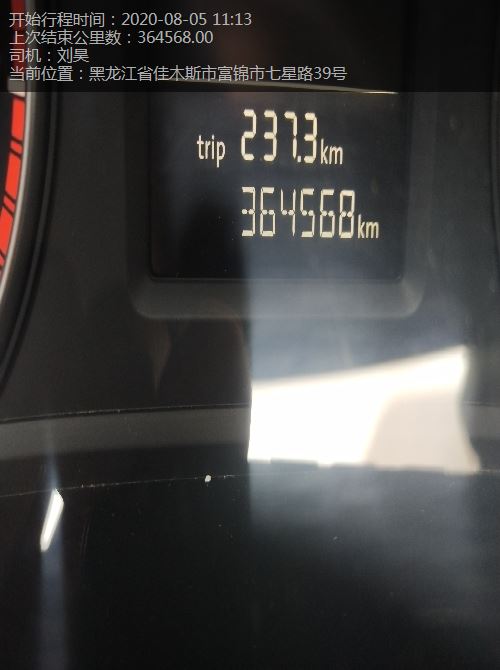 开始行程时间：2020-08-05 11:13
上次结束公里数：364568.00
司机：刘昊
当前位置：黑龙江省佳木斯市富锦市七星路39号
trip 237.3km
364568km